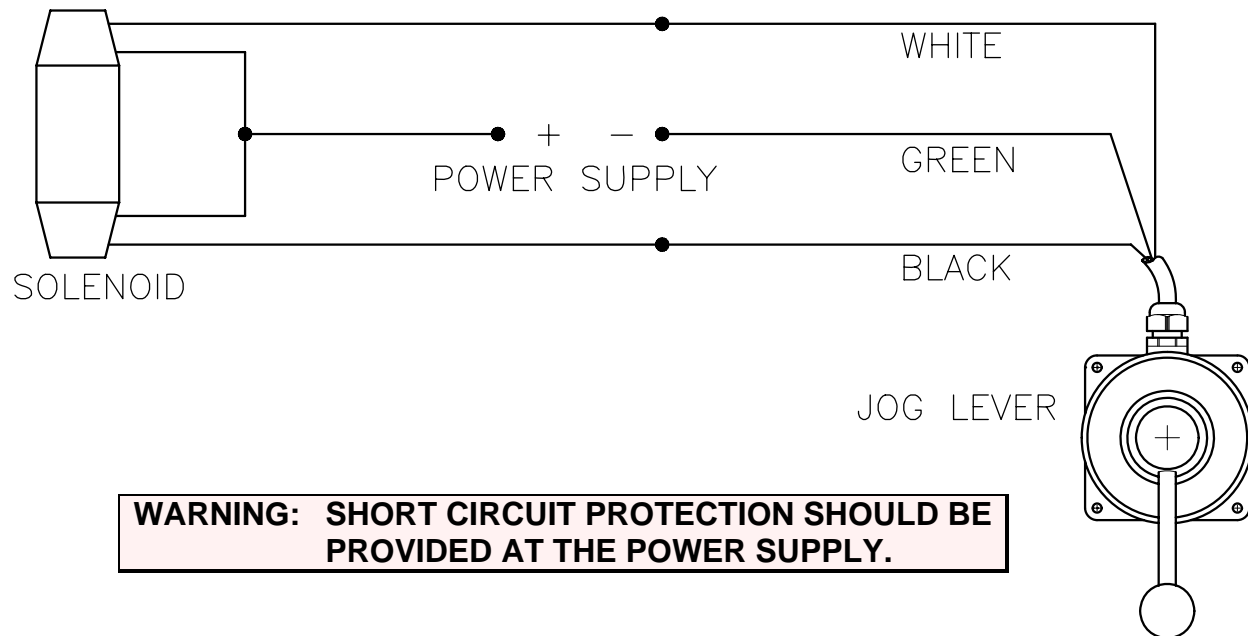 WHITE
+ -
GREEN
POWER SUPPLY
BLACK
SOLENOID
JOG LEVER
WARNING: SHORT CIRCUIT PROTECTION SHOULD BE
PROVIDED AT THE POWER SUPPLY.